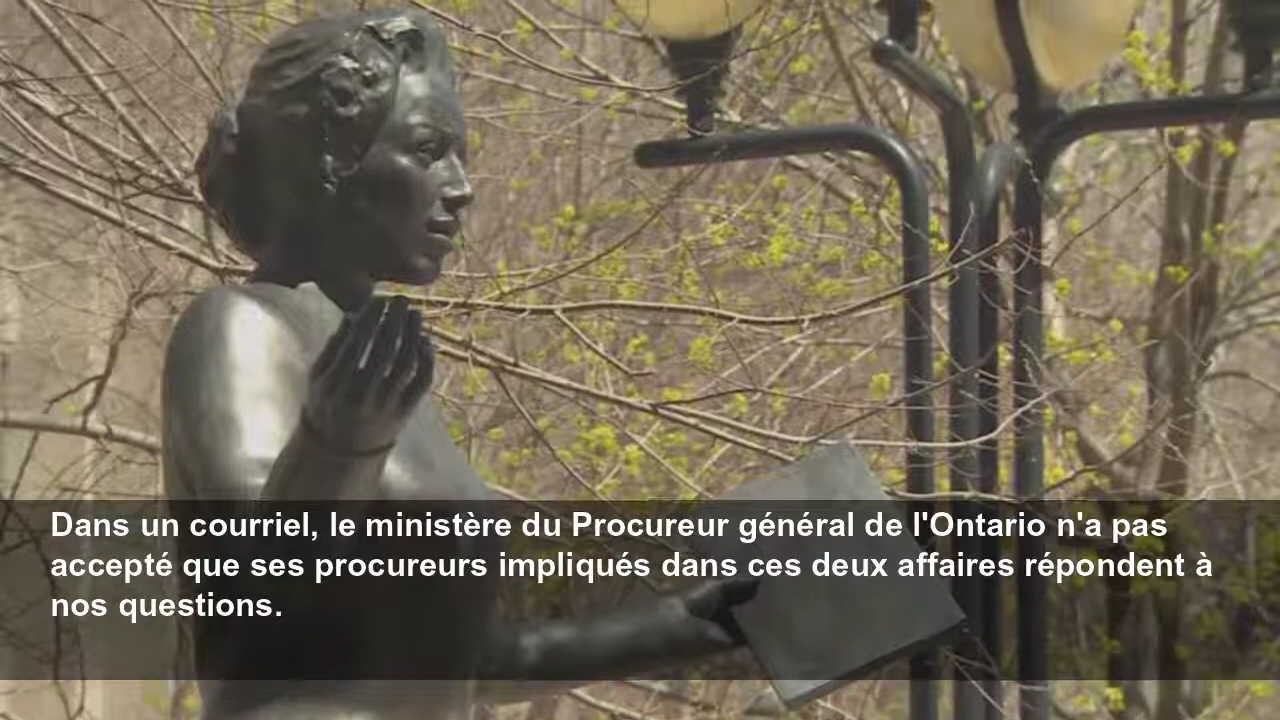 Dans un courriel, le ministère du Procureur général de l'Ontario n'a pas
accepté que ses procureurs impliqués dans ces deux affaires répondent à
nos questions.